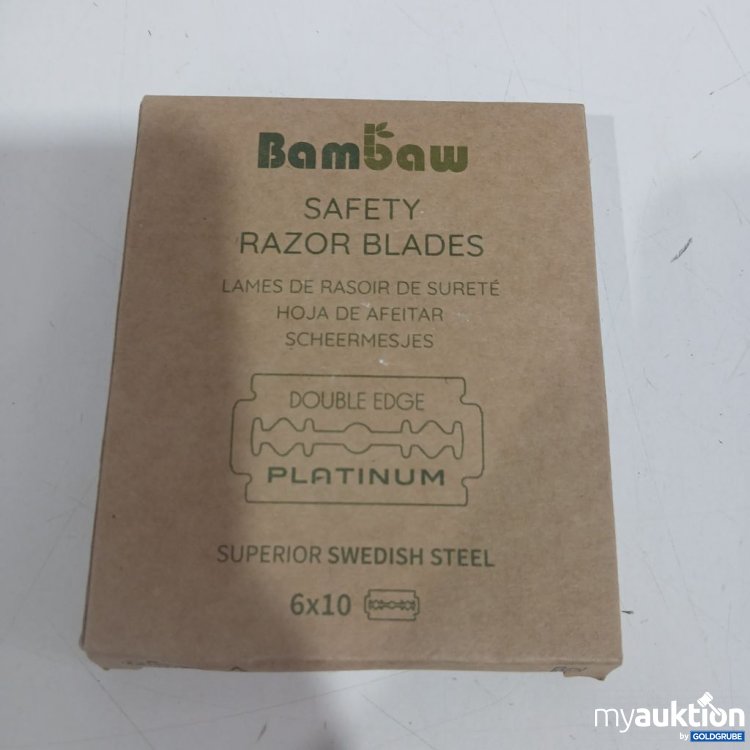 Bambaw
SAFETY
RAZOR BLADES
LAMES DE RASOIR DE SURETÉ
HOJA DE AFEITAR
SCHEERMESJES
DOUBLE EDGE
PLATINUM
SUPERIOR SWEDISH STEEL
6x10
myauktion
by GOLDGRUBE